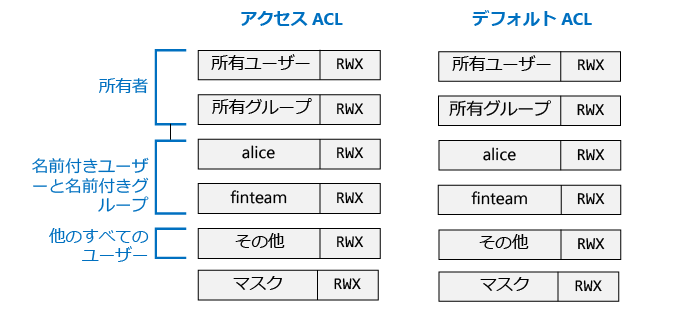 アクセス ACL デフォルト ACL
所有者
所有ユーザー RWX 所有ユーザー RWX
所有グループ RWX 所有グループ RWX
名前付きユーザ
ーと名前付きグ
ループ
alice RWX alice RWX
finteam RWX finteam RWX
他のすべての
ユーザー
その他 RWX その他 RWX
マスク RWX マスク RWX